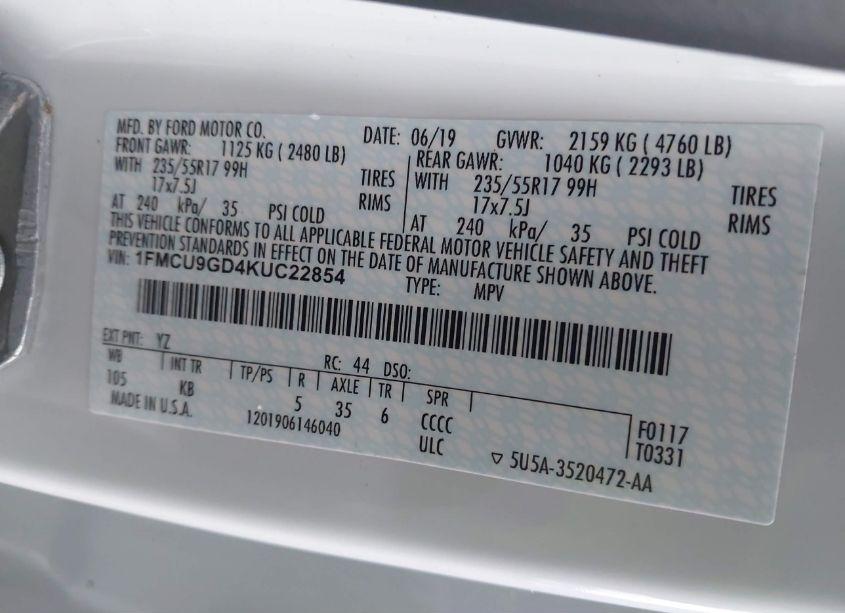 MFD. BY FORD MOTOR CO. DATE: 06/19 GVWR: 2159 KG ( 4760 LB)
FRONT GAWR: 1125 KG ( 2480 LB) REAR GAWR: 1040 KG ( 2293 LB)
WITH 235/55R17 99H TIRES WITH 235/55R17 99H TIRES
17x7.5J RIMS 17x7.5J RIMS
AT 240 kPa/ 35 PSI COLD AT 240 kPa/ 35 PSI COLD
THIS VEHICLE CONFORMS TO ALL APPLICABLE FEDERAL MOTOR VEHICLE SAFETY AND THEFT
PREVENTION STANDARDS IN EFFECT ON THE DATE OF MANUFACTURE SHOWN ABOVE.
VIN: 1FMCU9GD4KUC22854 TYPE: MPV
EXT PNT: YZ RC: 44 DSO:
WB INT TR TP/PS R AXLE TR SPR
105 KB 5 35 6 CCCC F0117
MADE IN U.S.A. 1201906146040 ULC T0331
▽ 5U5A-3520472-AA